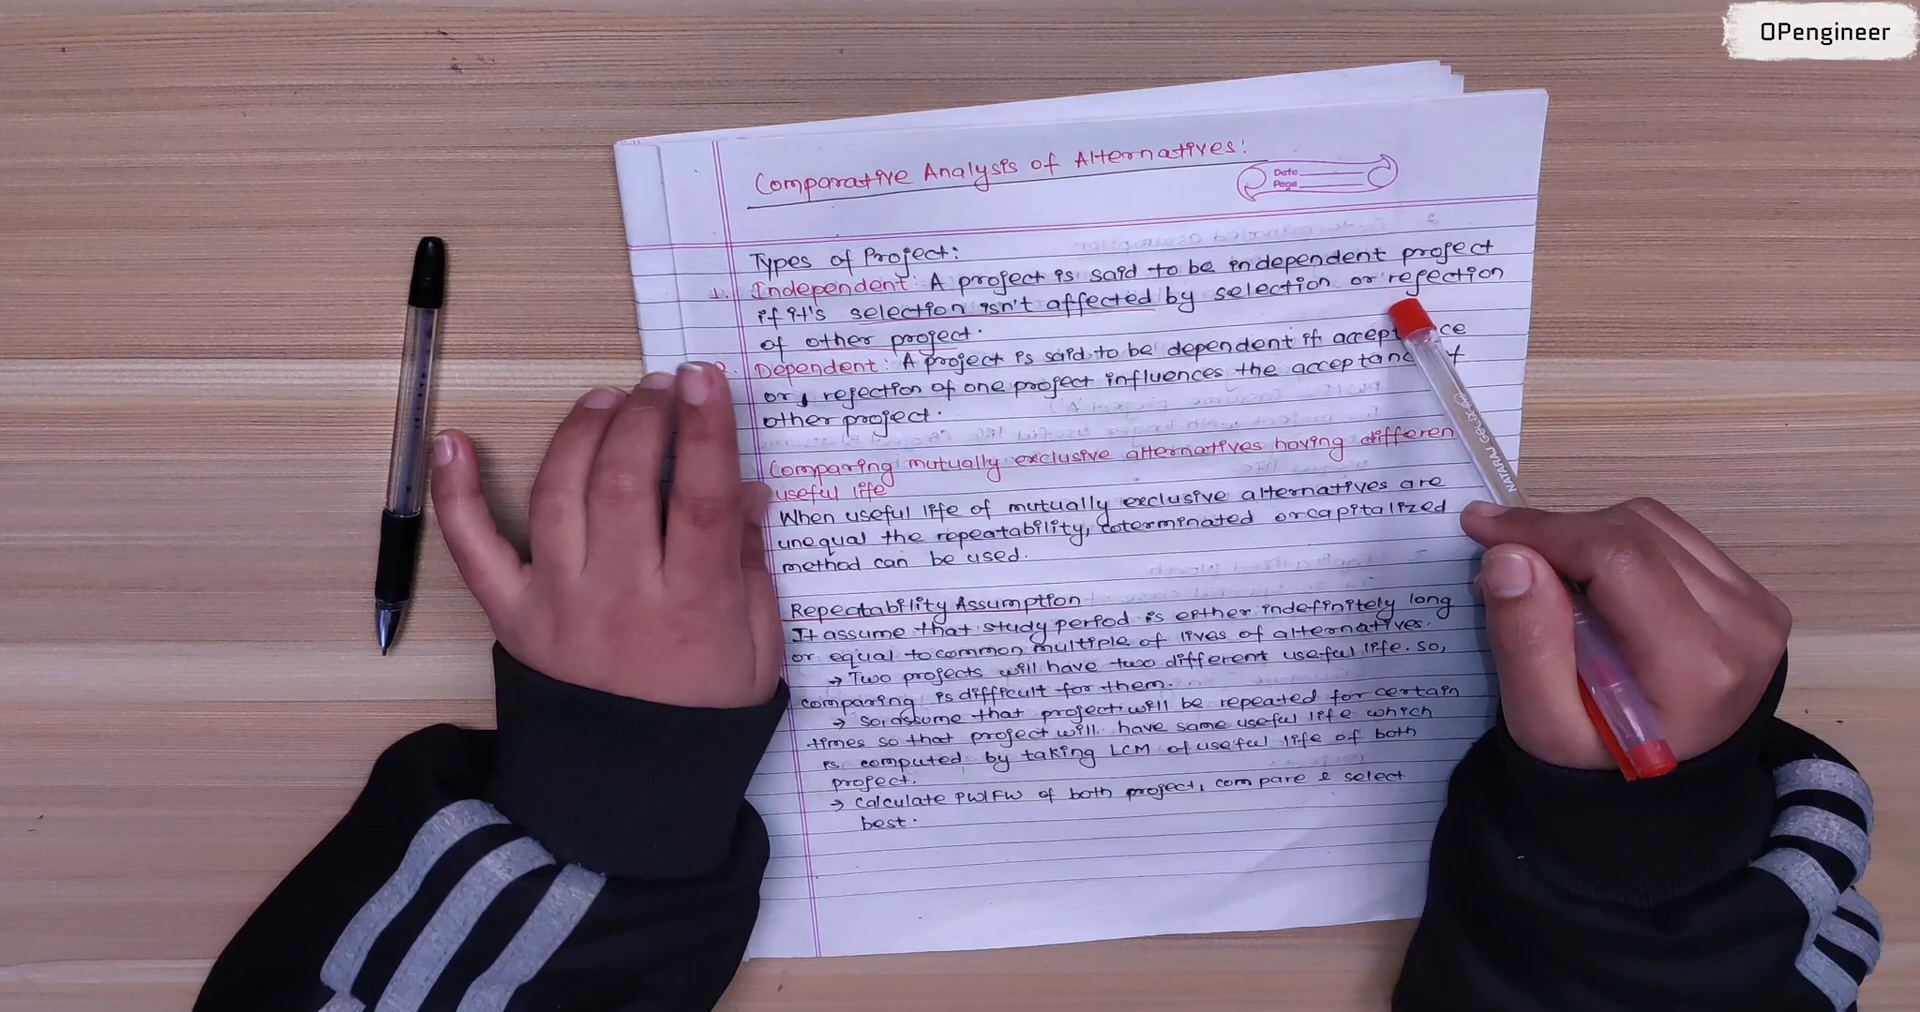 OPengineer
Comparative Analysis of Alternatives:
Date
Page
Types of Project:
1. Independent: A project is said to be independent project
if it's selection isn't affected by selection or rejection
of other project.
Dependent: A project is said to be dependent if
or rejection of one project influences the
other project.
Comparing mutually exclusive alternatives having
useful life
When useful life of mutually exclusive alternatives are
unequal the repeatability, coterminated or capitalized
method can be used.
Repeatability Assumption
It assume that study period is either indefinitely long
or equal to common multiple of lives of alternatives.
→ Two projects will have two different useful life. so,
comparing is difficult for them.
→ so, assume that project will be repeated for certain
times so that project will have same useful life which
is computed by taking LCM of useful life of both
project.
→ Calculate PW/FW of both project, compare & select
best.
NATARAJ GELIX